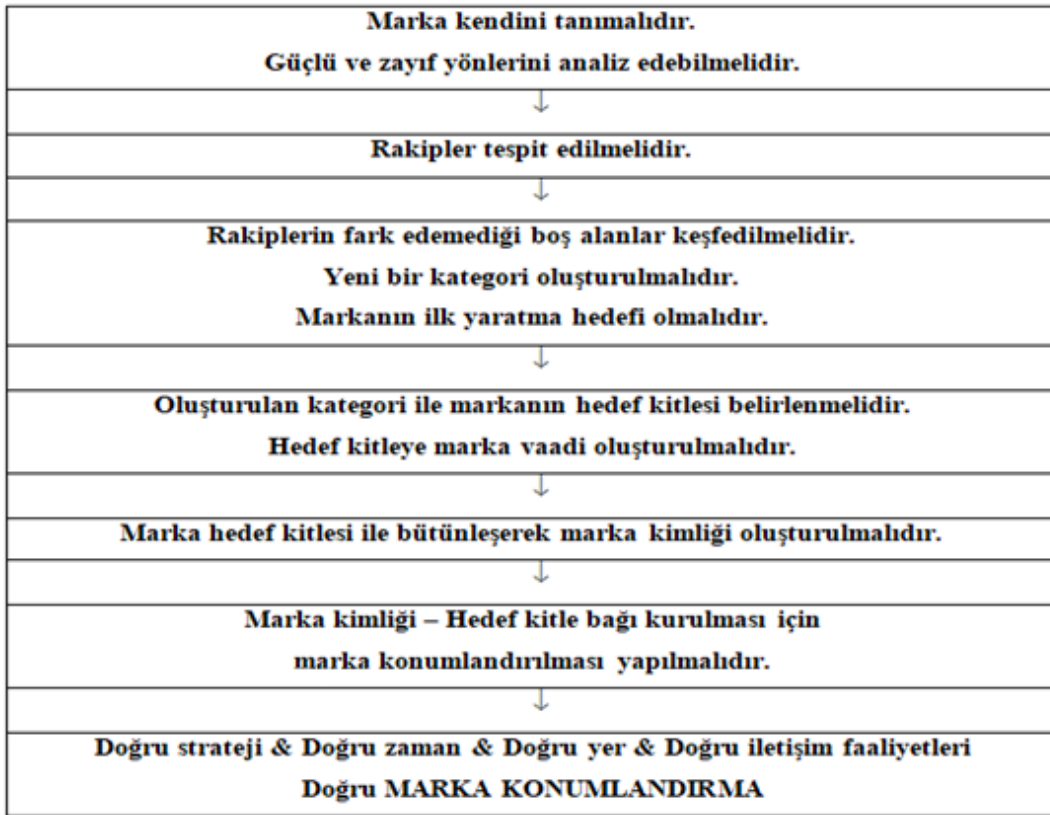 Marka kendini tanımalıdır.
Güçlü ve zayıf yönlerini analiz edebilmelidir.
↓
Rakipler tespit edilmelidir.
↓
Rakiplerin fark edemediği boş alanlar keşfedilmelidir.
Yeni bir kategori oluşturulmalıdır.
Markanın ilk yaratma hedefi olmalıdır.
↓
Oluşturulan kategori ile markanın hedef kitlesi belirlenmelidir.
Hedef kitleye marka vaadi oluşturulmalıdır.
↓
Marka hedef kitlesi ile bütünleşerek marka kimliği oluşturulmalıdır.
↓
Marka kimliği – Hedef kitle bağı kurulması için
marka konumlandırılması yapılmalıdır.
↓
Doğru strateji & Doğru zaman & Doğru yer & Doğru iletişim faaliyetleri
Doğru MARKA KONUMLANDIRMA